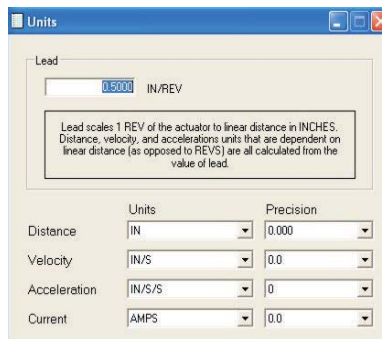 Units
Lead
0.5000 IN/REV
Lead scales 1 REV of the actuator to linear distance in INCHES.
Distance, velocity, and accelerations units that are dependent on
linear distance (as opposed to REVS) are all calculated from the
value of lead.
Units Precision
Distance IN 0.000
Velocity IN/S 0.0
Acceleration IN/S/S 0
Current AMPS 0.0